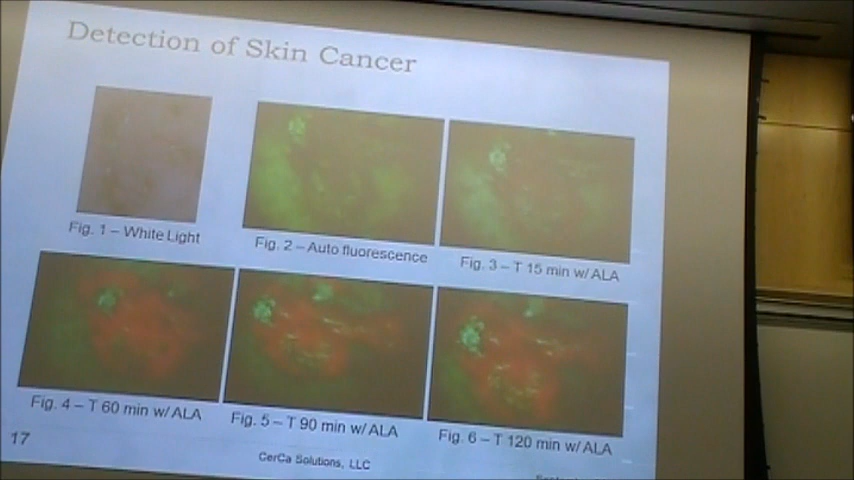 Detection of Skin Cancer
Fig. 1 – White Light
Fig. 2 – Auto fluorescence
Fig. 3 – T 15 min w/ ALA
Fig. 4 – T 60 min w/ ALA
Fig. 5 – T 90 min w/ ALA
Fig. 6 – T 120 min w/ ALA
17
CerCa Solutions, LLC